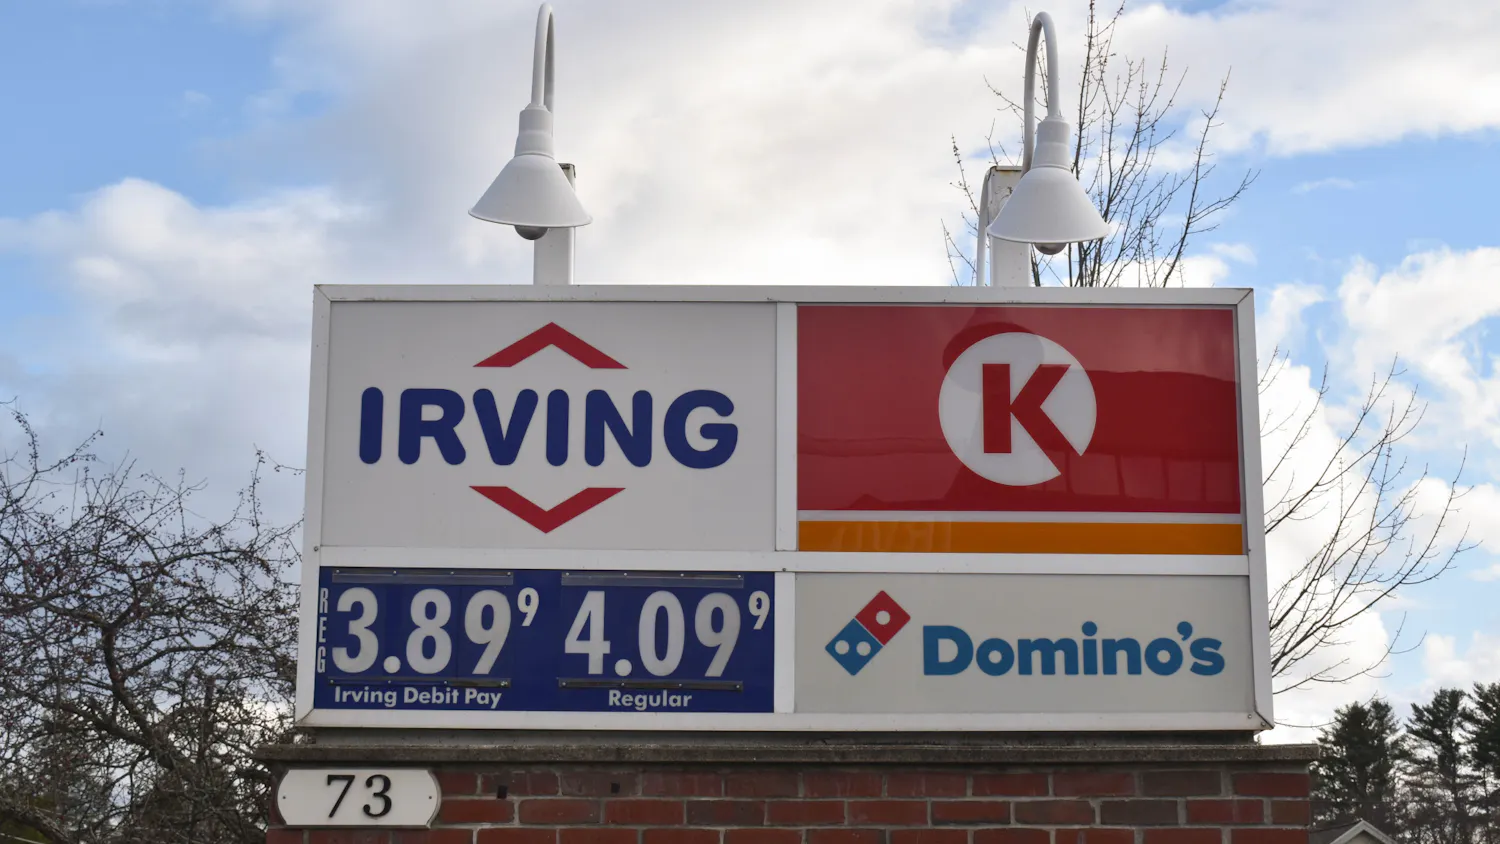 IRVING
K
REG
3.89 9
4.09 9
Irving Debit Pay
Regular
Domino's
73